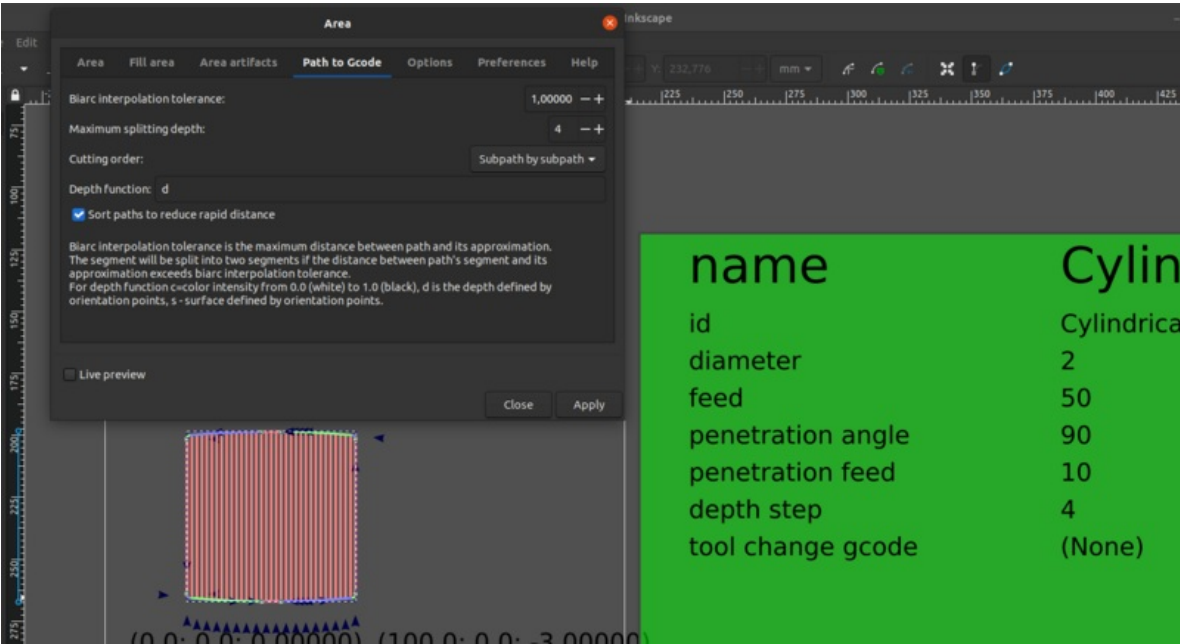 Area
Inkscape
Edit
Area Fill area Area artifacts Path to Gcode Options Preferences Help
Y: 232,776 mm
Biarc interpolation tolerance: 1,00000
Maximum splitting depth: 4
Cutting order: Subpath by subpath
Depth function: d
Sort paths to reduce rapid distance
Biarc interpolation tolerance is the maximum distance between path and its approximation.
The segment will be split into two segments if the distance between path's segment and its
approximation exceeds biarc interpolation tolerance.
For depth function c=color intensity from 0.0 (white) to 1.0 (black), d is the depth defined by
orientation points, s - surface defined by orientation points.
Live preview
Close Apply
225 250 275 300 325 350 375 400 425
75
100
125
150
175
200
225
250
275
name Cylin
id Cylindrica
diameter 2
feed 50
penetration angle 90
penetration feed 10
depth step 4
tool change gcode (None)
(0.0; 0.0; 0.00000) (100.0; 0.0; -3.00000)